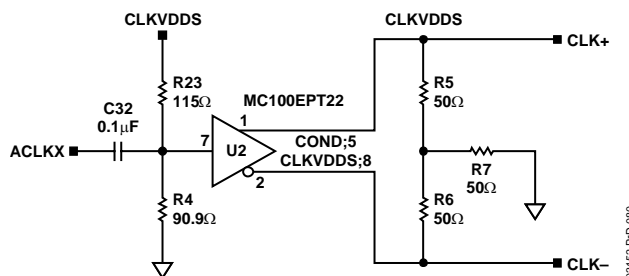 CLKVDDS
CLKVDDS
CLK+
R23
115Ω
MC100EPT22
R5
50Ω
C32
0.1μF
1
COND;5
ACLKX
7
U2
CLKVDDS;8
R7
50Ω
2
R4
90.9Ω
R6
50Ω
CLK–